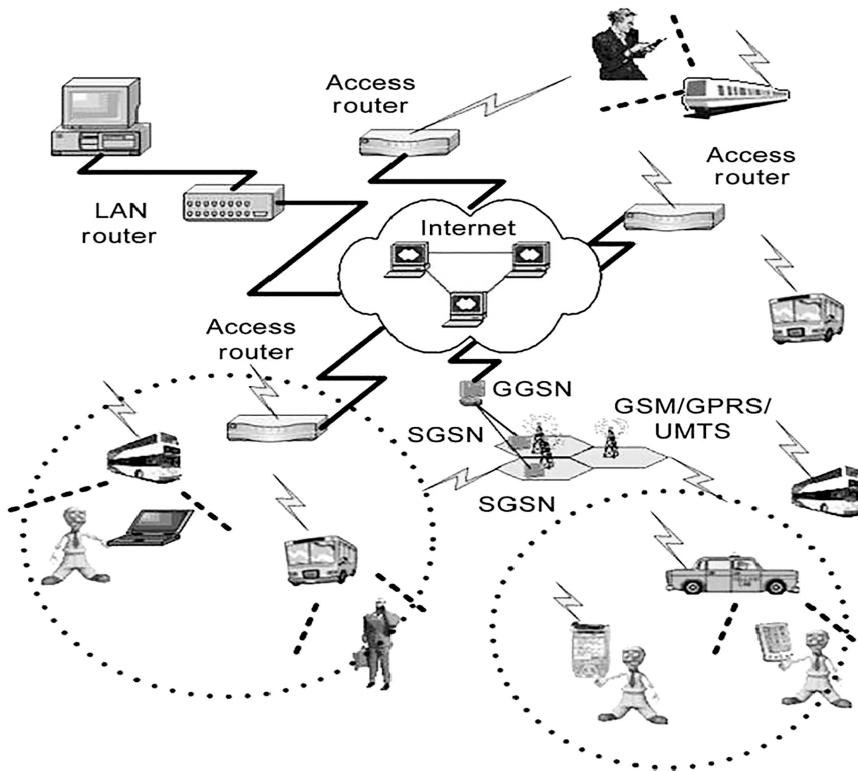 Access
router
Access
router
LAN
router
Internet
Access
router
GGSN
GSM/GPRS/
UMTS
SGSN
SGSN